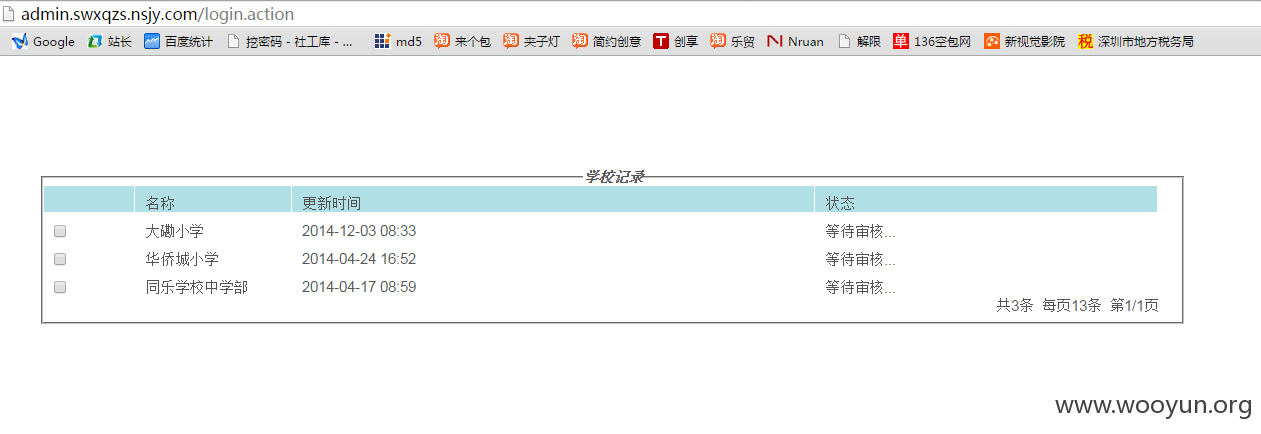 admin.swxqzs.nsjy.com/login.action
Google 站长 百度统计 挖密码 - 社工库 - ... md5 来个包 夹子灯 简约创意 创享 乐贸 Nruan 解限 136空包网 新视觉影院 深圳市地方税务局
学校记录
名称 更新时间 状态
大磡小学 2014-12-03 08:33 等待审核...
华侨城小学 2014-04-24 16:52 等待审核...
同乐学校中学部 2014-04-17 08:59 等待审核...
共3条 每页13条 第1/1页
www.wooyun.org